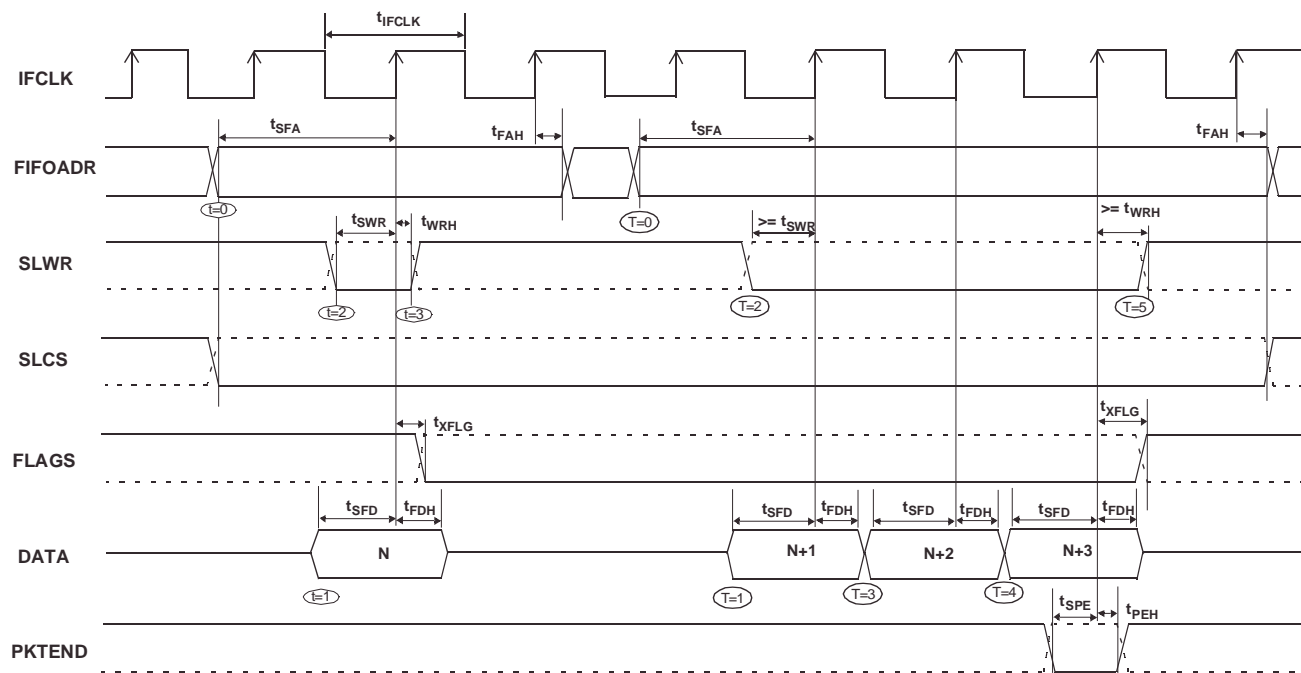 tIFCLK
IFCLK
tSFA tFAH tSFA tFAH
FIFOADR
t=0 T=0
tSWR tWRH >= tSWR >= tWRH
SLWR
t=2 t=3 T=2 T=5
SLCS
tXFLG tXFLG
FLAGS
tSFD tFDH tSFD tFDH tSFD tFDH tSFD tFDH
DATA N N+1 N+2 N+3
t=1 T=1 T=3 T=4
tSPE tPEH
PKTEND